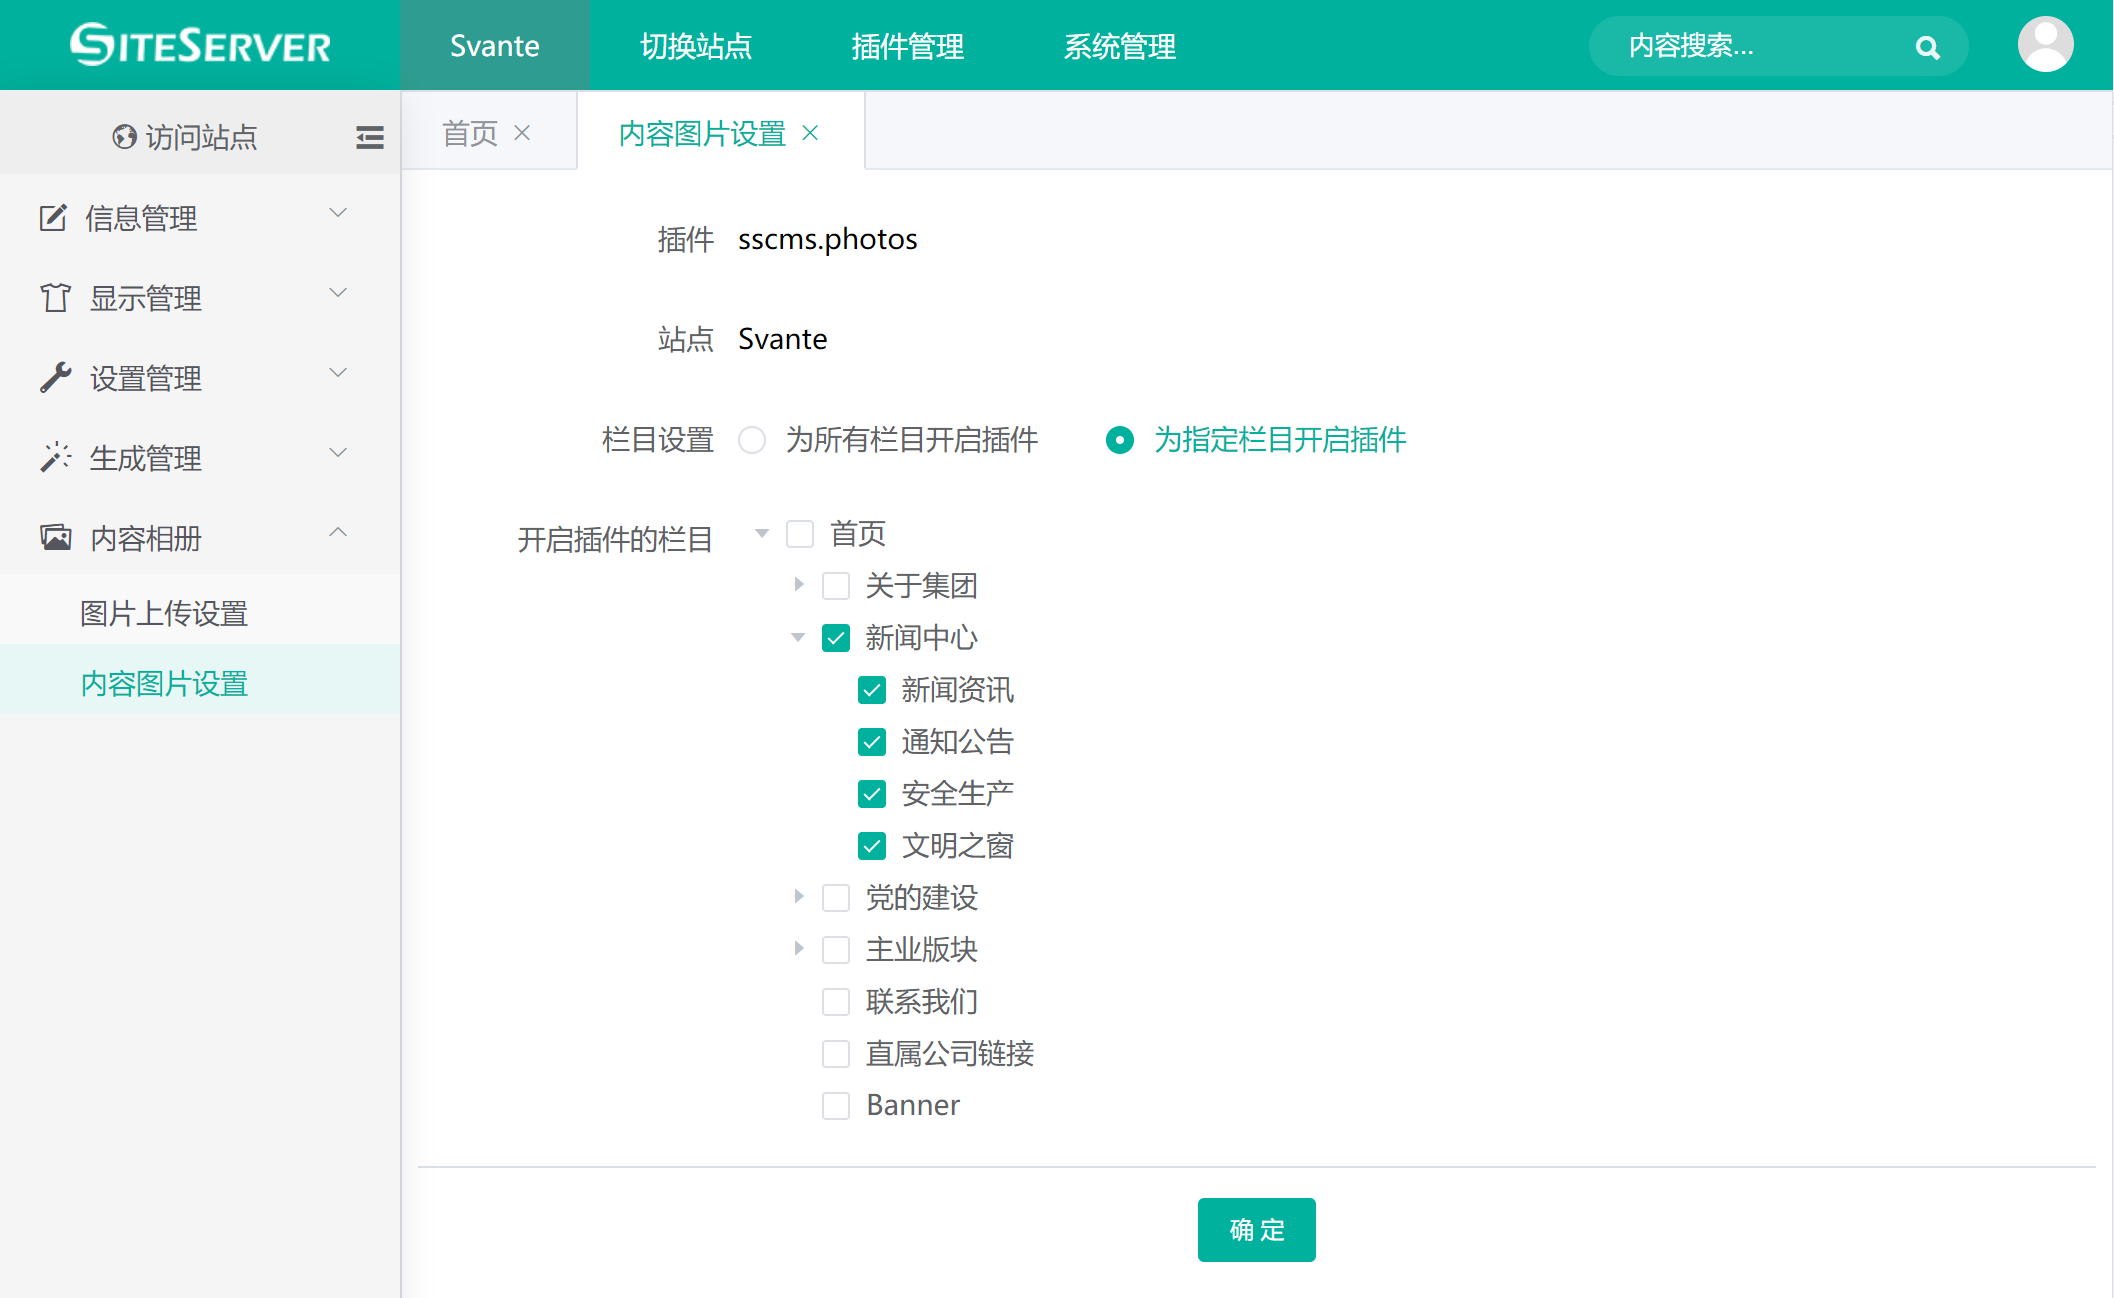 SITESERVER Svante 切换站点 插件管理 系统管理 内容搜索...
访问站点
首页 内容图片设置
信息管理
显示管理
设置管理
生成管理
内容相册
图片上传设置
内容图片设置
插件 sscms.photos
站点 Svante
栏目设置 为所有栏目开启插件 为指定栏目开启插件
开启插件的栏目 首页
关于集团
新闻中心
新闻资讯
通知公告
安全生产
文明之窗
党的建设
主业版块
联系我们
直属公司链接
Banner
确 定